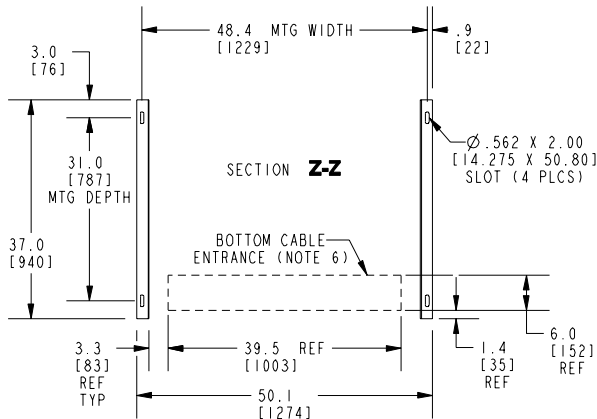 48.4 MTG WIDTH
[1229]
.9
[22]
3.0
[76]
Ø.562 X 2.00
[14.275 X 50.80]
SLOT (4 PLCS)
31.0
[787]
MTG DEPTH
SECTION Z-Z
37.0
[940]
BOTTOM CABLE
ENTRANCE (NOTE 6)
3.3
[83]
REF
TYP
39.5 REF
[1003]
1.4
[35]
REF
6.0
[152]
REF
50.1
[1274]